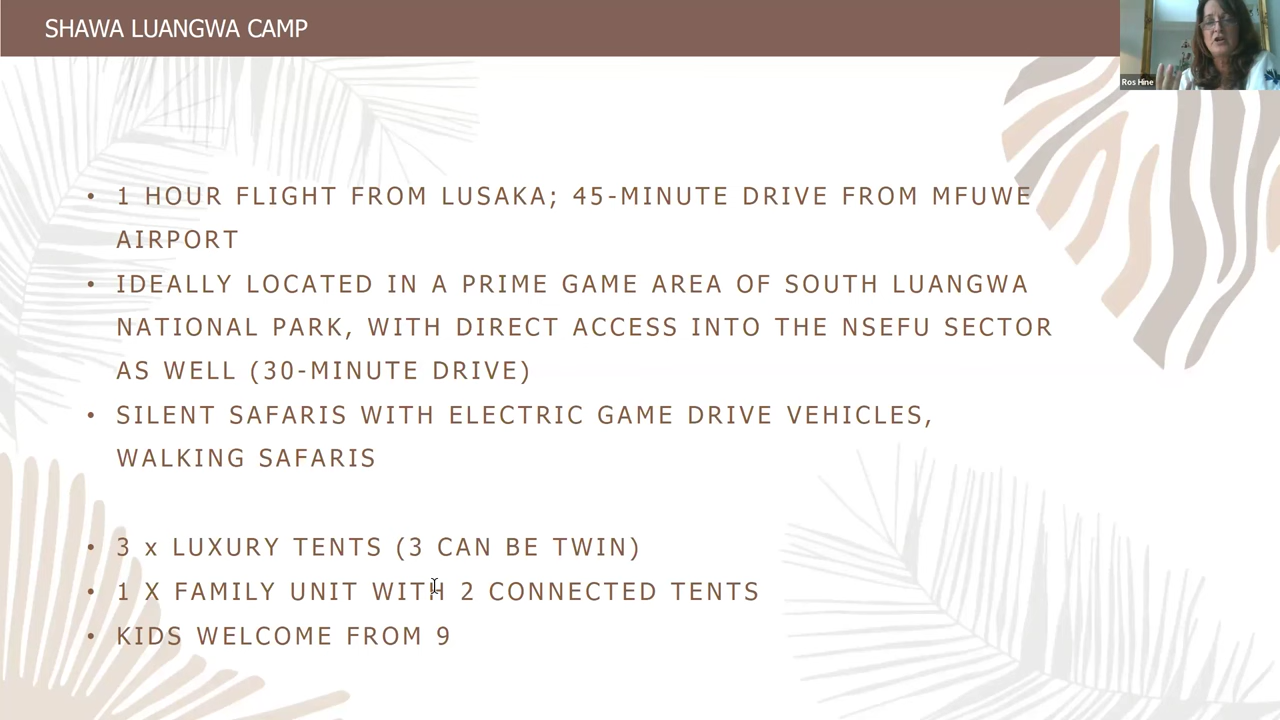 SHAWA LUANGWA CAMP
Ros Hine
• 1 HOUR FLIGHT FROM LUSAKA; 45-MINUTE DRIVE FROM MFUWE
AIRPORT
• IDEALLY LOCATED IN A PRIME GAME AREA OF SOUTH LUANGWA
NATIONAL PARK, WITH DIRECT ACCESS INTO THE NSEFU SECTOR
AS WELL (30-MINUTE DRIVE)
• SILENT SAFARIS WITH ELECTRIC GAME DRIVE VEHICLES,
WALKING SAFARIS
• 3 x LUXURY TENTS (3 CAN BE TWIN)
• 1 X FAMILY UNIT WITH 2 CONNECTED TENTS
• KIDS WELCOME FROM 9